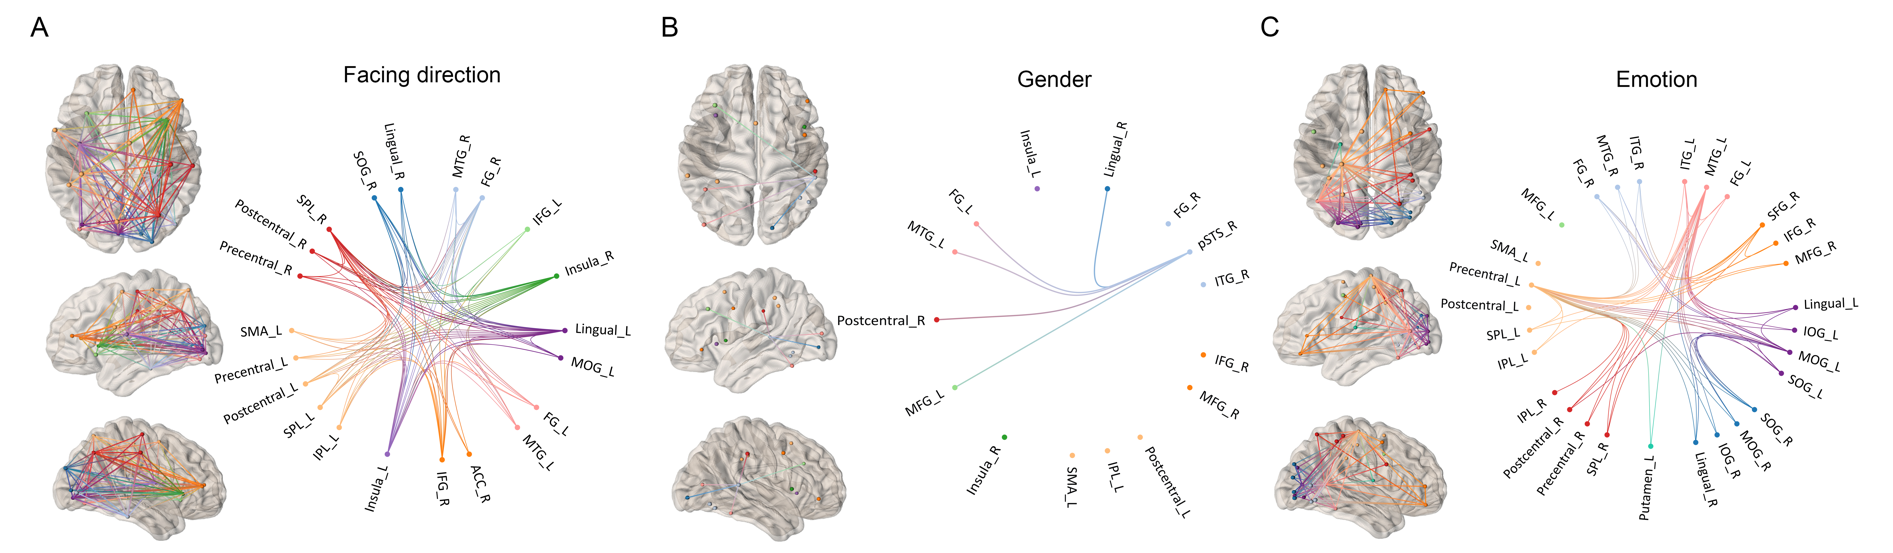 A
Facing direction
Lingual_R
SOG_R
MTG_R
FG_R
SPL_R
IFG_L
Postcentral_R
Insula_R
Precentral_R
SMA_L
Lingual_L
Precentral_L
MOG_L
Postcentral_L
SPL_L
FG_L
IPL_L
MTG_L
Insula_L
IFG_R
ACC_R
B
Gender
Insula_L
Lingual_R
FG_L
FG_R
MTG_L
pSTS_R
ITG_R
Postcentral_R
IFG_R
MFG_L
MFG_R
Insula_R
SMA_L
IPL_L
Postcentral_L
C
Emotion
FG_R
MTG_R
ITG_R
ITG_L
MTG_L
FG_L
MFG_L
SFG_R
IFG_R
SMA_L
MFG_R
Precentral_L
Postcentral_L
Lingual_L
SPL_L
IOG_L
IPL_L
MOG_L
SOG_L
IPL_R
Postcentral_R
Precentral_R
SPL_R
Putamen_L
Lingual_R
IOG_R
MOG_R
SOG_R